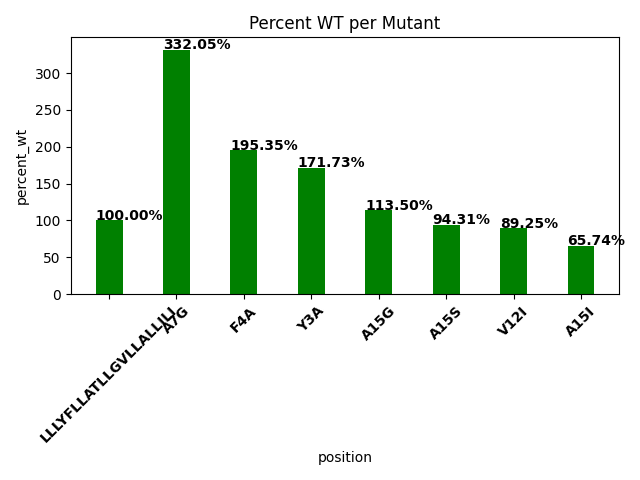 Percent WT per Mutant
percent_wt
300
250
200
150
100
50
0
100.00%
332.05%
195.35%
171.73%
113.50%
94.31%
89.25%
65.74%
LLLYFLLATLLGVLLALLILI
A7G
F4A
Y3A
A15G
A15S
V12I
A15I
position